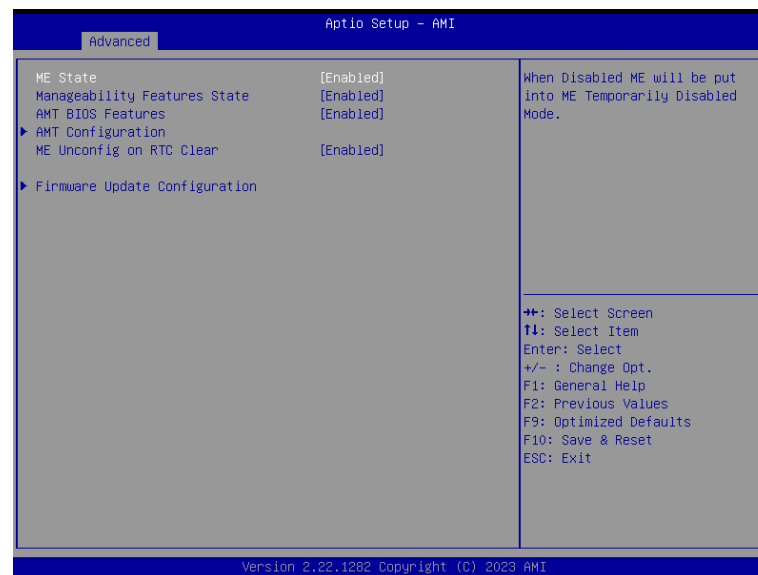 Aptio Setup - AMI
Advanced
ME State [Enabled]
Manageability Features State [Enabled]
AMT BIOS Features [Enabled]
AMT Configuration
ME Unconfig on RTC Clear [Enabled]
Firmware Update Configuration
When Disabled ME will be put
into ME Temporarily Disabled
Mode.
→←: Select Screen
↑↓: Select Item
Enter: Select
+/- : Change Opt.
F1: General Help
F2: Previous Values
F9: Optimized Defaults
F10: Save & Reset
ESC: Exit
Version 2.22.1282 Copyright (C) 2023 AMI